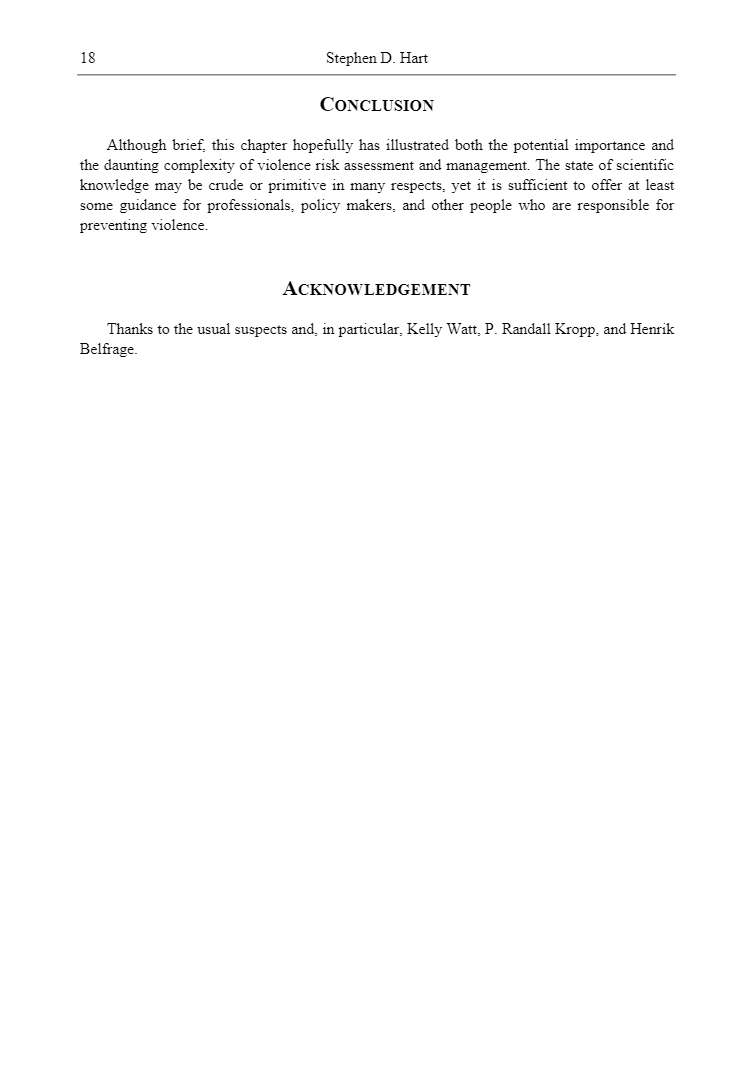 18
Stephen D. Hart
CONCLUSION
Although brief, this chapter hopefully has illustrated both the potential importance and
the daunting complexity of violence risk assessment and management. The state of scientific
knowledge may be crude or primitive in many respects, yet it is sufficient to offer at least
some guidance for professionals, policy makers, and other people who are responsible for
preventing violence.
ACKNOWLEDGEMENT
Thanks to the usual suspects and, in particular, Kelly Watt, P. Randall Kropp, and Henrik
Belfrage.